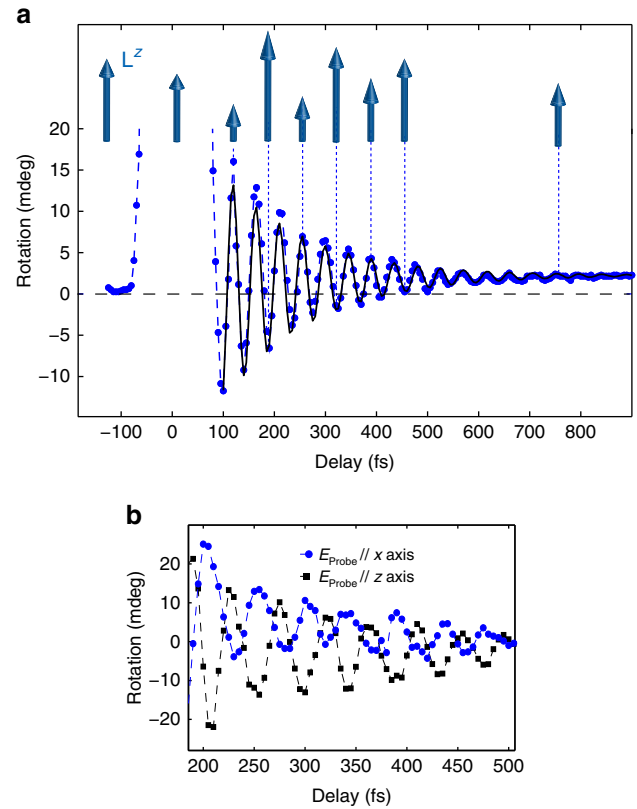 a
L^z
20
15
10
5
0
−5
−10
Rotation (mdeg)
−100 0 100 200 300 400 500 600 700 800
Delay (fs)
b
E_Probe // x axis
E_Probe // z axis
20
10
0
−10
−20
Rotation (mdeg)
200 250 300 350 400 450 500
Delay (fs)